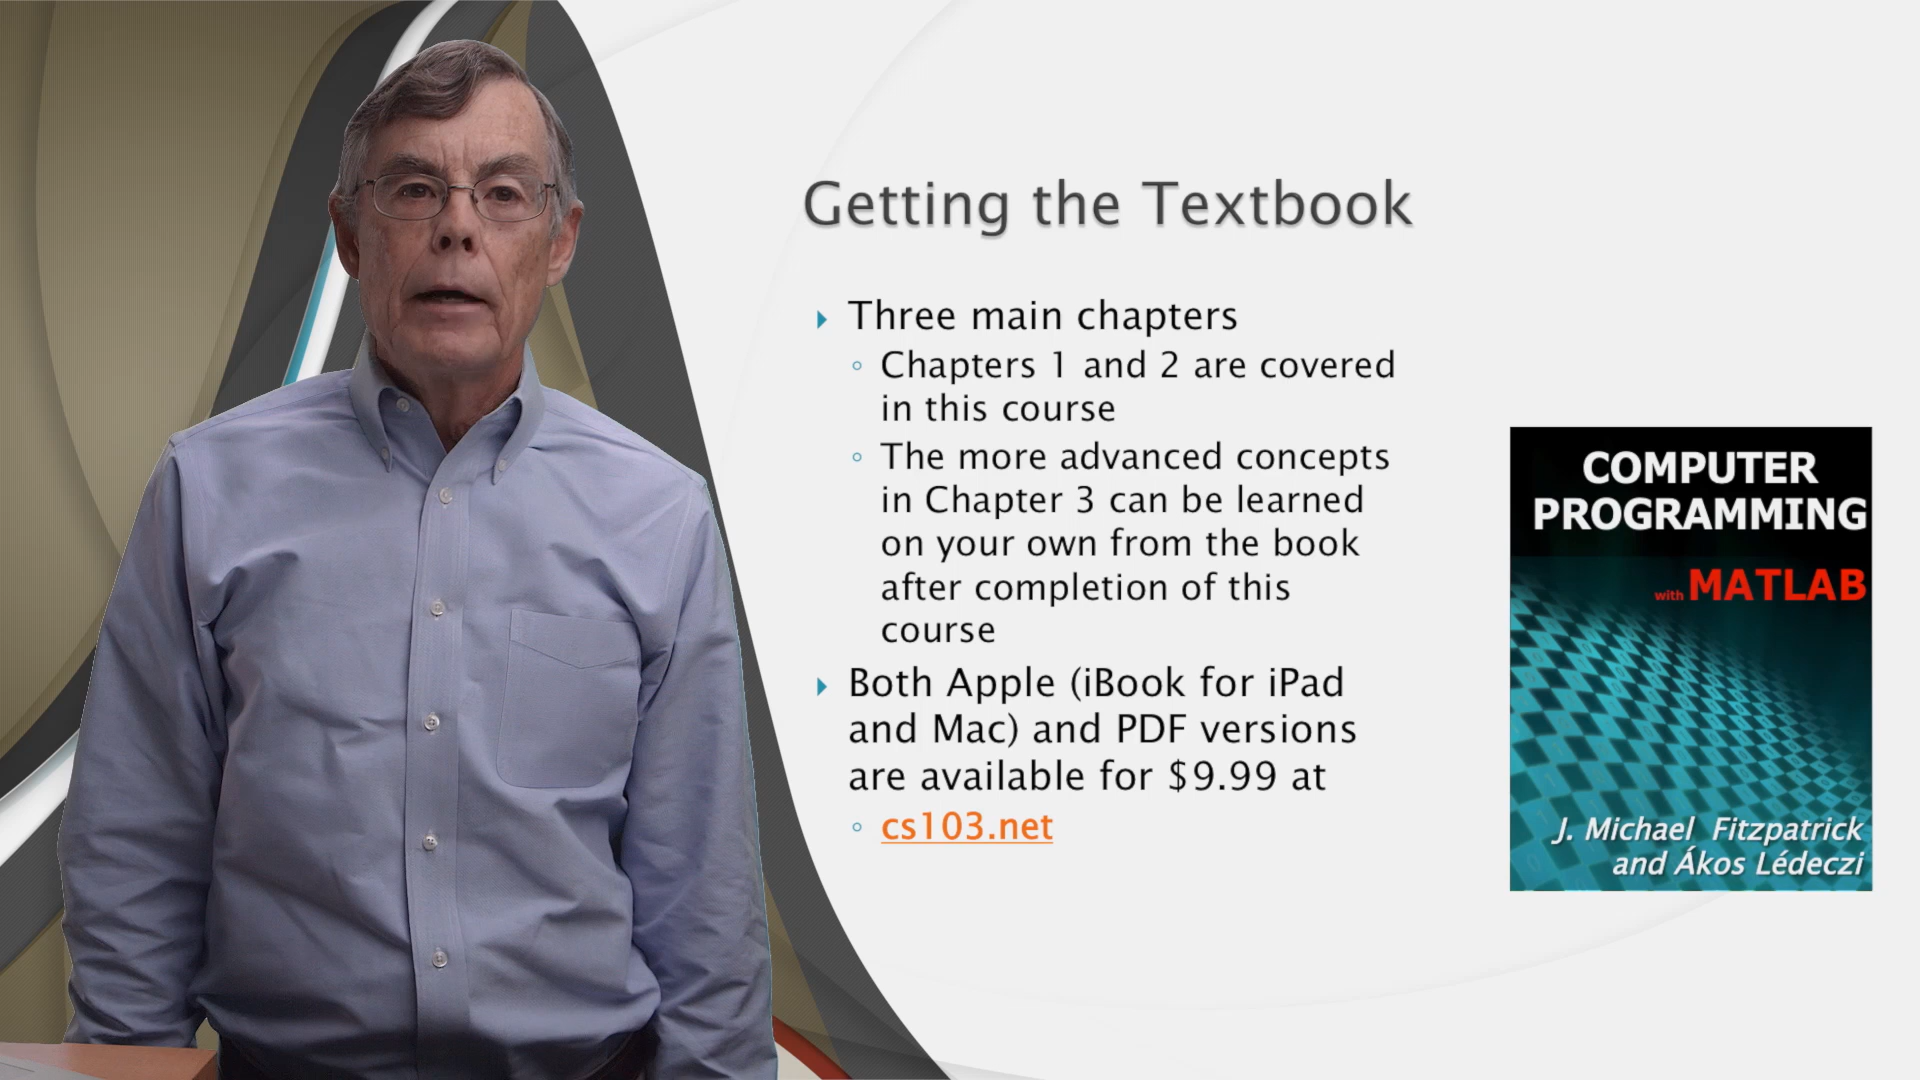 Getting the Textbook
Three main chapters
Chapters 1 and 2 are covered
in this course
The more advanced concepts
in Chapter 3 can be learned
on your own from the book
after completion of this
course
Both Apple (iBook for iPad
and Mac) and PDF versions
are available for $9.99 at
cs103.net
COMPUTER
PROGRAMMING
with MATLAB
J. Michael Fitzpatrick
and Ákos Lédeczi